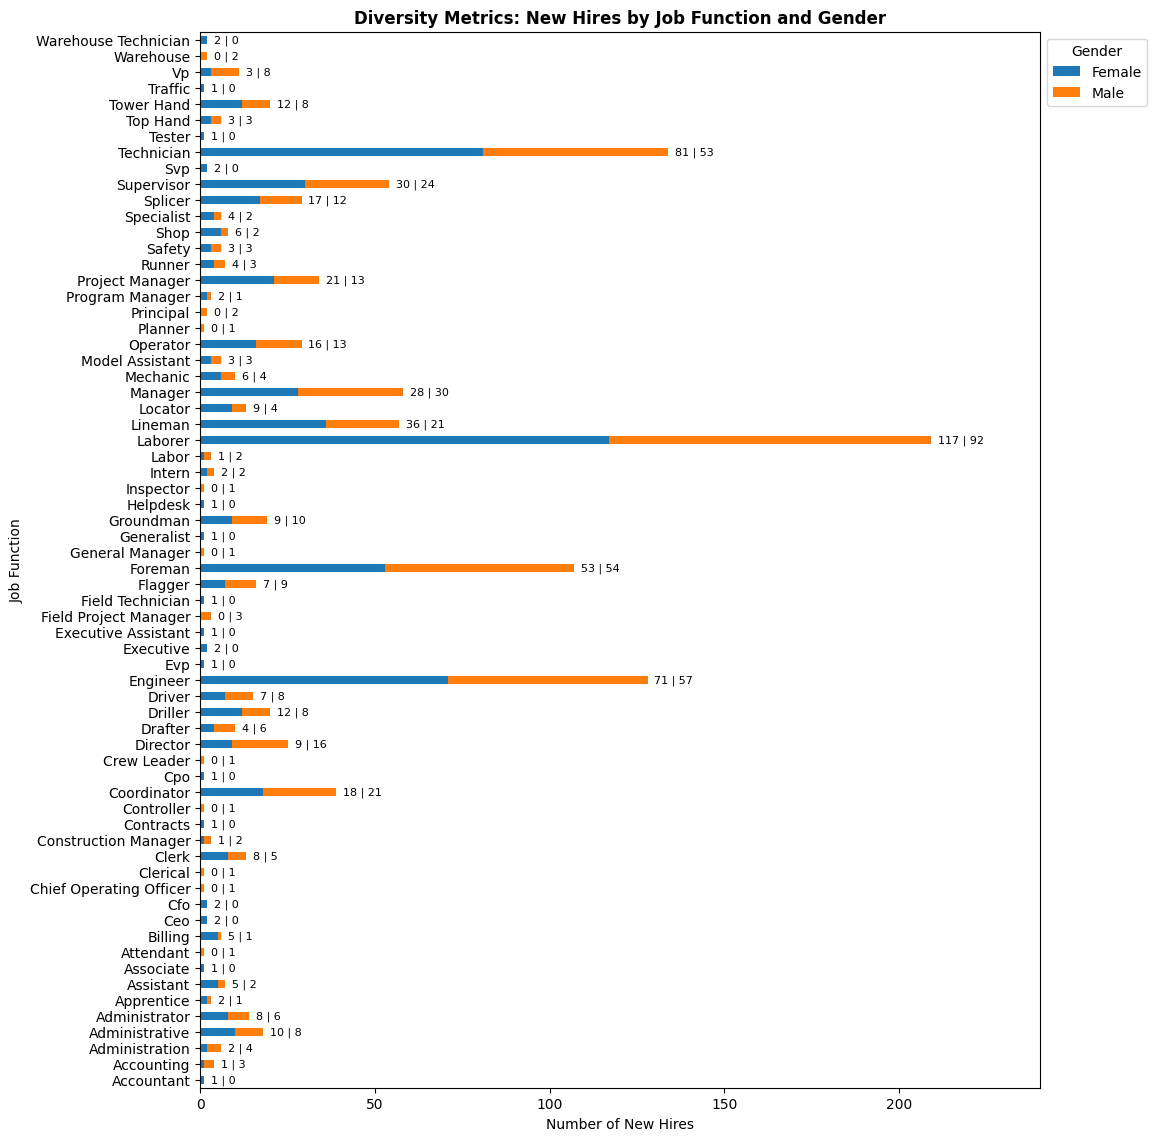 Diversity Metrics: New Hires by Job Function and Gender
Warehouse Technician 2 | 0
Warehouse 0 | 2
Vp 3 | 8
Traffic 1 | 0
Tower Hand 12 | 8
Top Hand 3 | 3
Tester 1 | 0
Technician 81 | 53
Svp 2 | 0
Supervisor 30 | 24
Splicer 17 | 12
Specialist 4 | 2
Shop 6 | 2
Safety 3 | 3
Runner 4 | 3
Project Manager 21 | 13
Program Manager 2 | 1
Principal 0 | 2
Planner 0 | 1
Operator 16 | 13
Model Assistant 3 | 3
Mechanic 6 | 4
Manager 28 | 30
Locator 9 | 4
Lineman 36 | 21
Laborer 117 | 92
Labor 1 | 2
Intern 2 | 2
Inspector 0 | 1
Helpdesk 1 | 0
Groundman 9 | 10
Generalist 1 | 0
General Manager 0 | 1
Foreman 53 | 54
Flagger 7 | 9
Field Technician 1 | 0
Field Project Manager 0 | 3
Executive Assistant 1 | 0
Executive 2 | 0
Evp 1 | 0
Engineer 71 | 57
Driver 7 | 8
Driller 12 | 8
Drafter 4 | 6
Director 9 | 16
Crew Leader 0 | 1
Cpo 1 | 0
Coordinator 18 | 21
Controller 0 | 1
Contracts 1 | 0
Construction Manager 1 | 2
Clerk 8 | 5
Clerical 0 | 1
Chief Operating Officer 0 | 1
Cfo 2 | 0
Ceo 2 | 0
Billing 5 | 1
Attendant 0 | 1
Associate 1 | 0
Assistant 5 | 2
Apprentice 2 | 1
Administrator 8 | 6
Administrative 10 | 8
Administration 2 | 4
Accounting 1 | 3
Accountant 1 | 0
0 50 100 150 200
Number of New Hires
Job Function
Gender
Female
Male